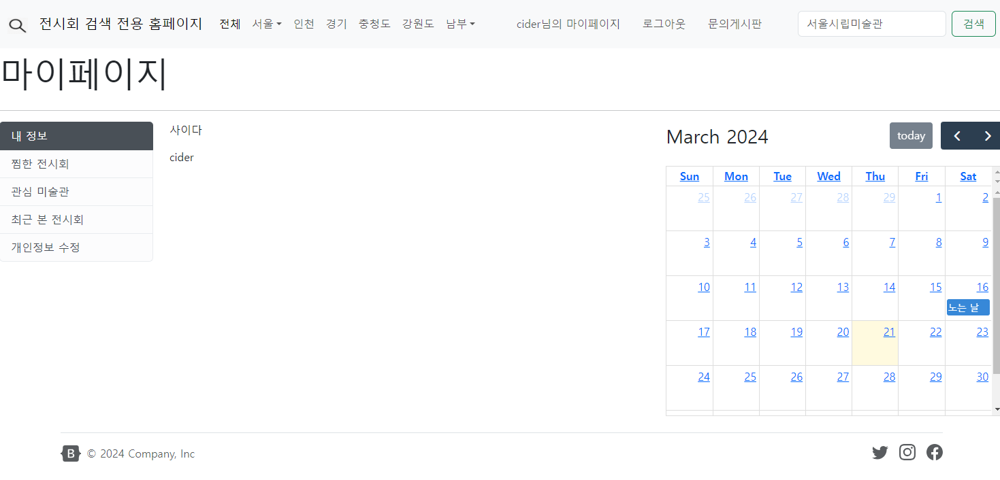 전시회 검색 전용 홈페이지 전체 서울 인천 경기 충청도 강원도 남부 cider님의 마이페이지 로그아웃 문의게시판 서울시립미술관 검색
마이페이지
내 정보
찜한 전시회
관심 미술관
최근 본 전시회
개인정보 수정
사이다
cider
March 2024 today
Sun Mon Tue Wed Thu Fri Sat
25 26 27 28 29 1 2
3 4 5 6 7 8 9
10 11 12 13 14 15 16
노는 날
17 18 19 20 21 22 23
24 25 26 27 28 29 30
B © 2024 Company, Inc